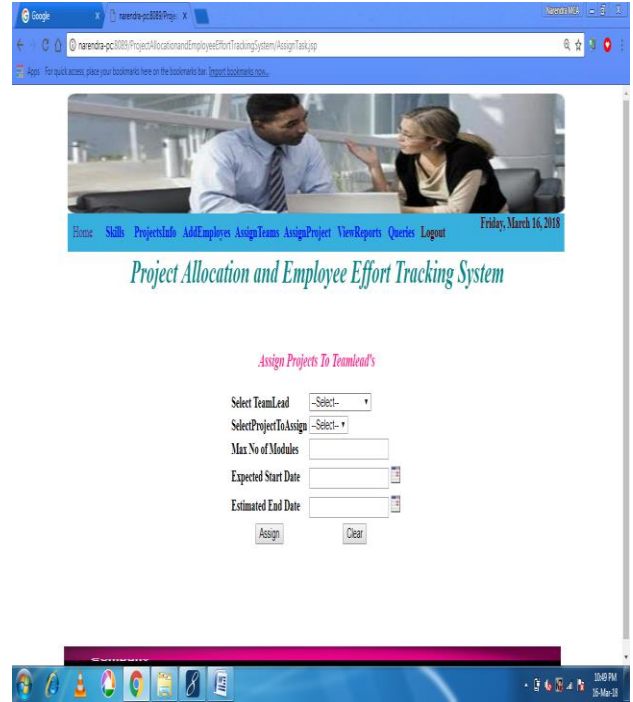 Google
narendra-pc:8089/Projec
Narendra MCA
narendra-pc:8089/ProjectAllocationandEmployeeEffortTrackingSystem/AssignTask.jsp
Apps For quick access, place your bookmarks here on the bookmarks bar. Import bookmarks now...
Home Skills ProjectsInfo AddEmployes AssignTeams AssignProject ViewReports Queries Logout
Friday, March 16, 2018
Project Allocation and Employee Effort Tracking System
Assign Projects To Teamlead's
Select TeamLead --Select--
SelectProjectToAssign --Select--
Max No of Modules
Expected Start Date
Estimated End Date
Assign Clear
10:49 PM
16-Mar-18